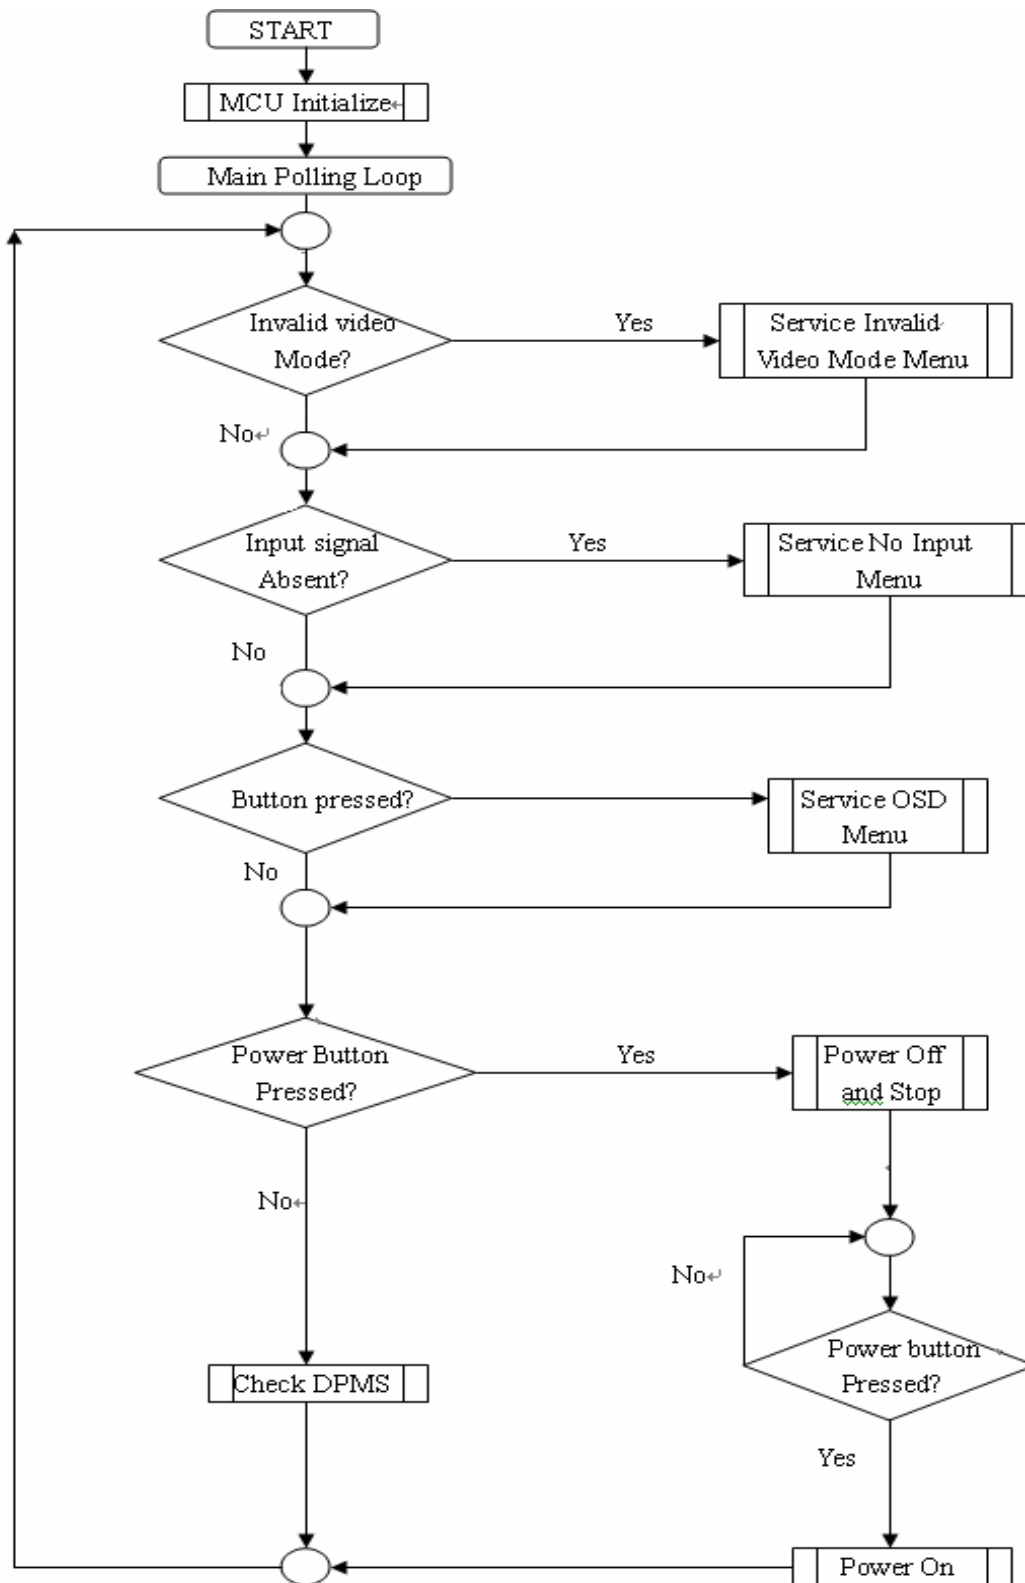 START
MCU Initialize
Main Polling Loop
Invalid video
Mode?
Yes
Service Invalid
Video Mode Menu
No
Input signal
Absent?
Yes
Service No Input
Menu
No
Button pressed?
Service OSD
Menu
No
Power Button
Pressed?
Yes
Power Off
and Stop
No
No
Power button
Pressed?
Check DPMS
Yes
Power On